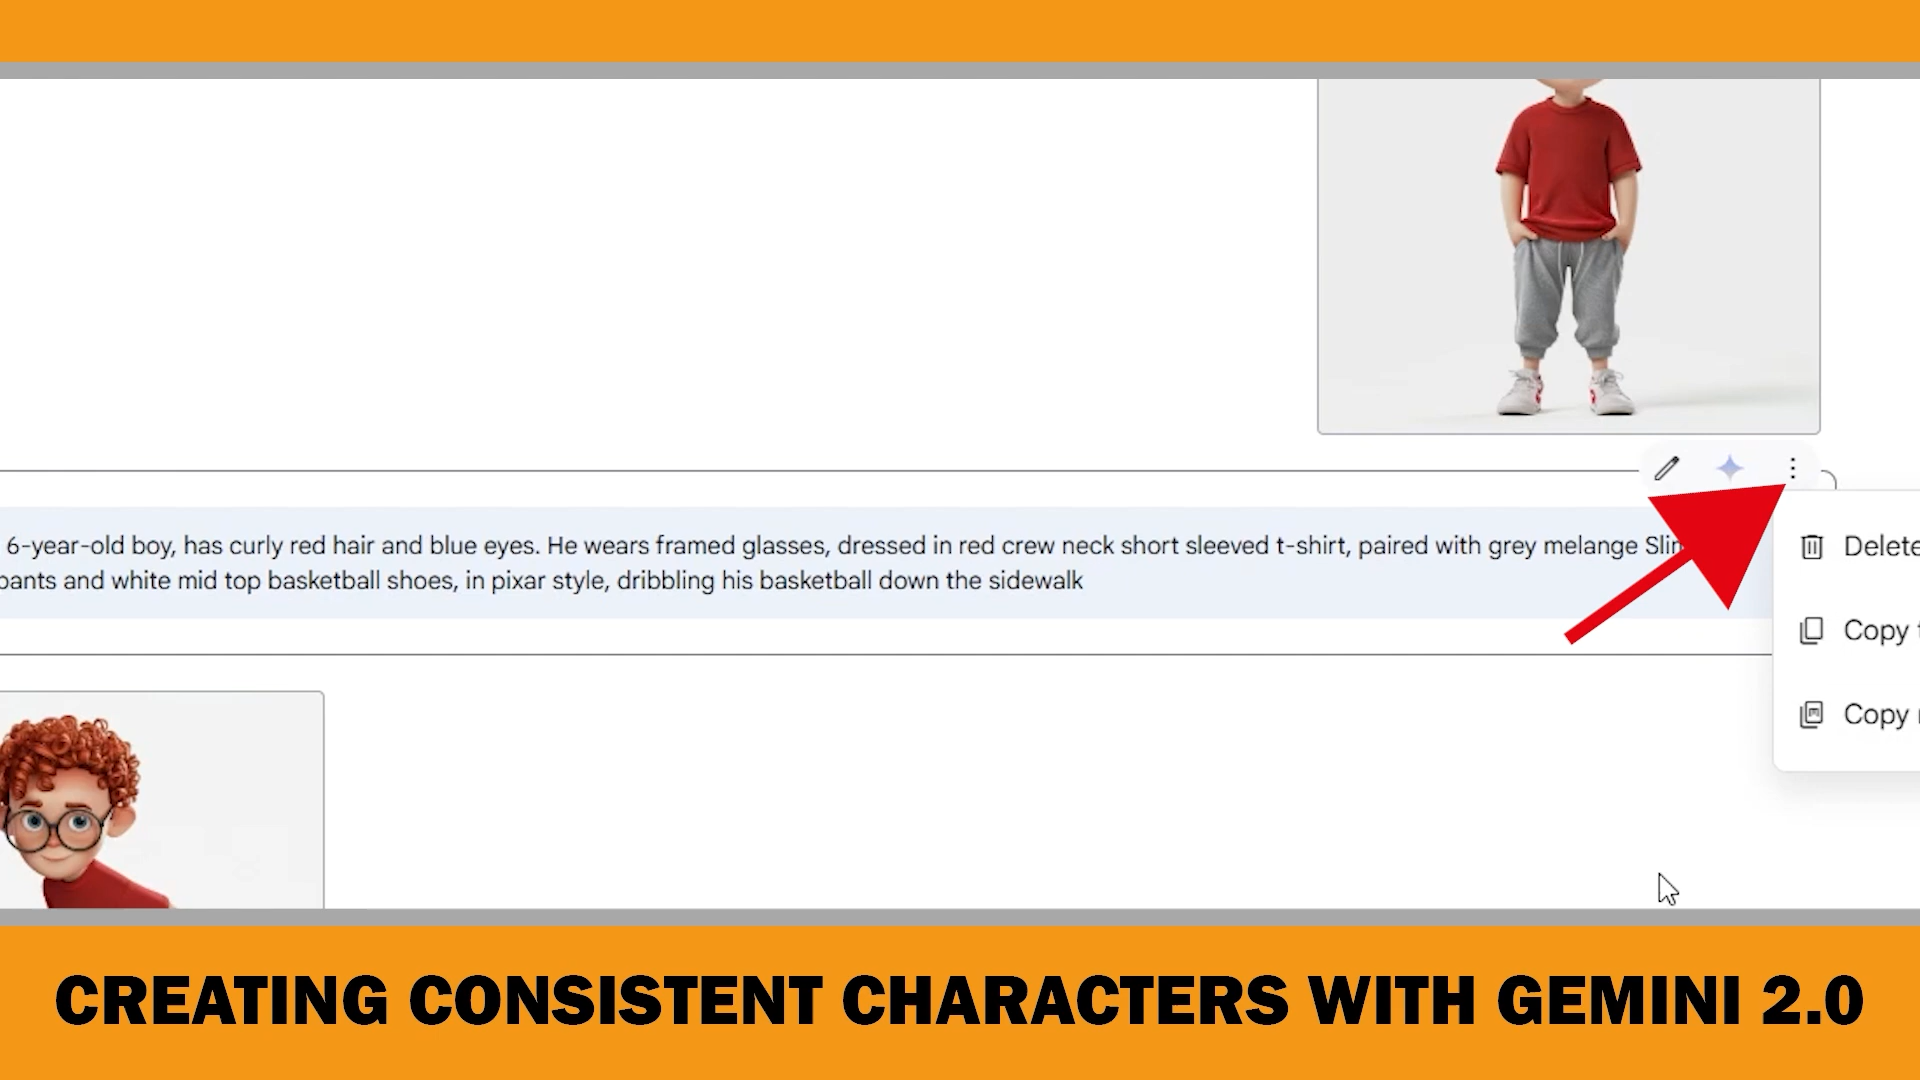 6-year-old boy, has curly red hair and blue eyes. He wears framed glasses, dressed in red crew neck short sleeved t-shirt, paired with grey melange
pants and white mid top basketball shoes, in pixar style, dribbling his basketball down the sidewalk
Delete
Copy
Copy
CREATING CONSISTENT CHARACTERS WITH GEMINI 2.0